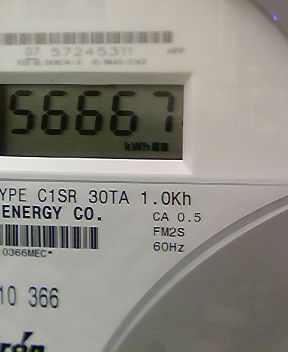 07 57245311
56667
kWh
YPE C1SR 30TA 1.0Kh
ENERGY CO. CA 0.5
FM2S
60Hz
0366MEC*
10 366
rón